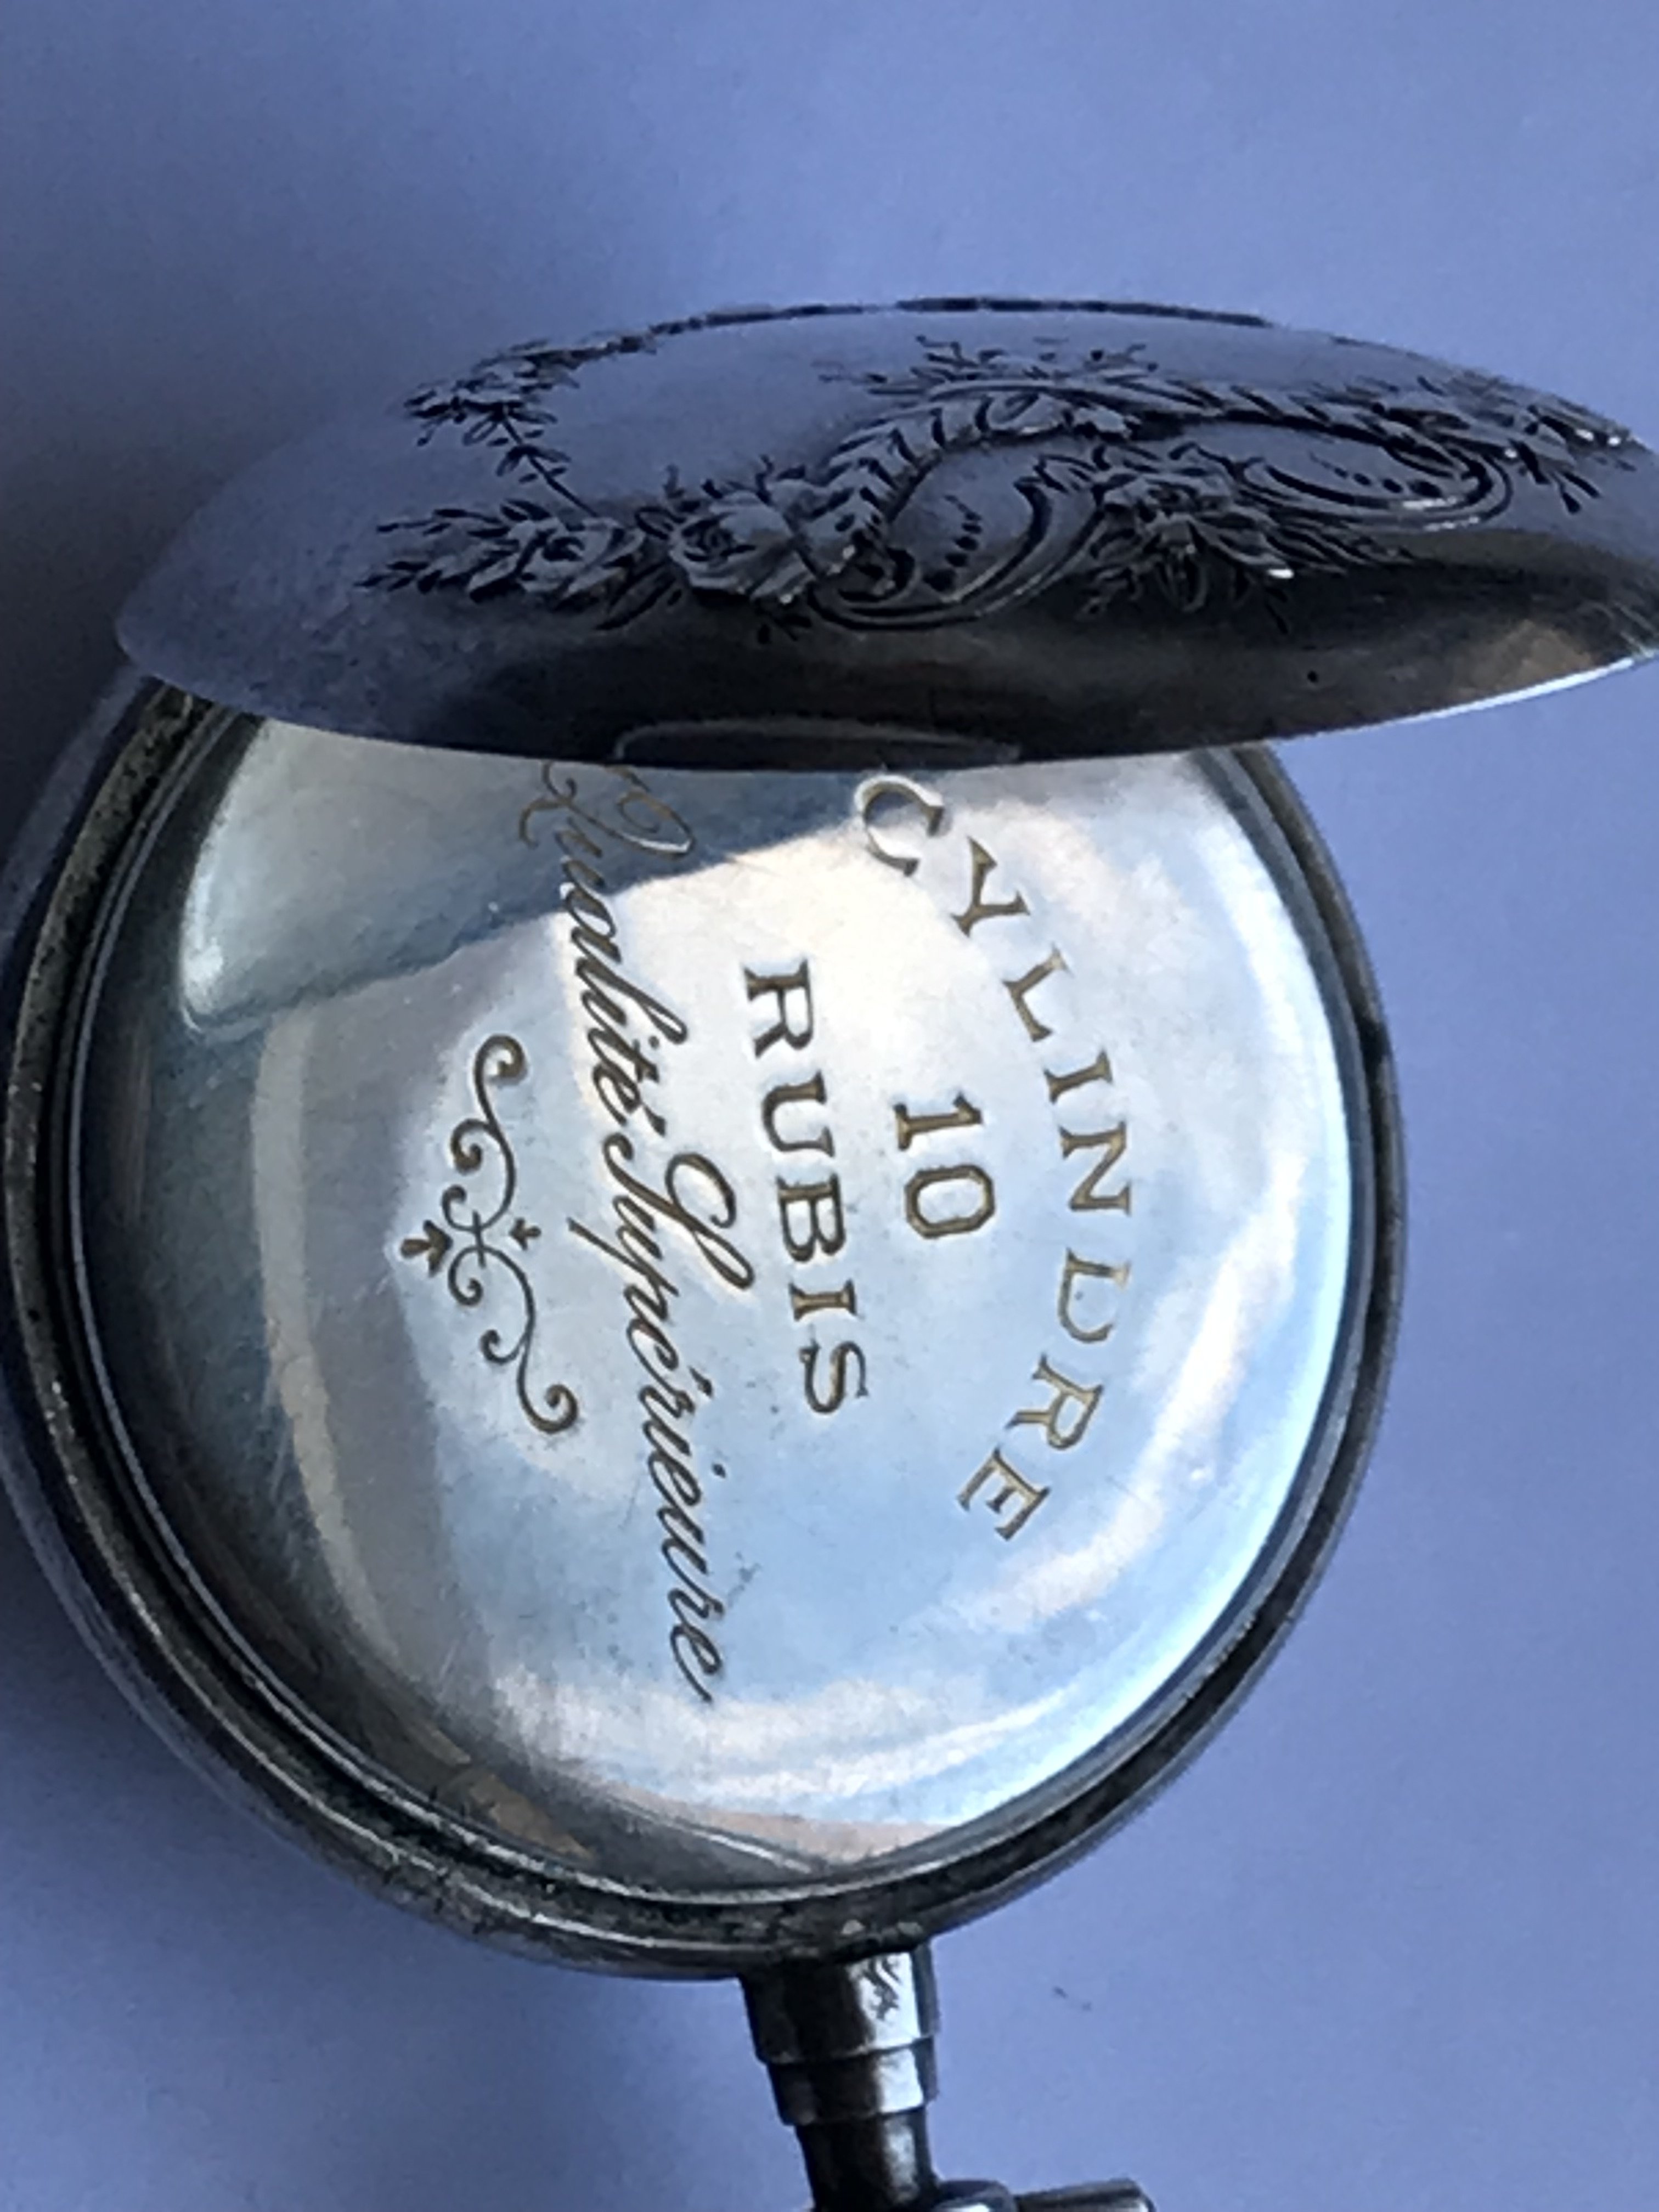 CYLINDRE
10
RUBIS
Qualité Supérieure